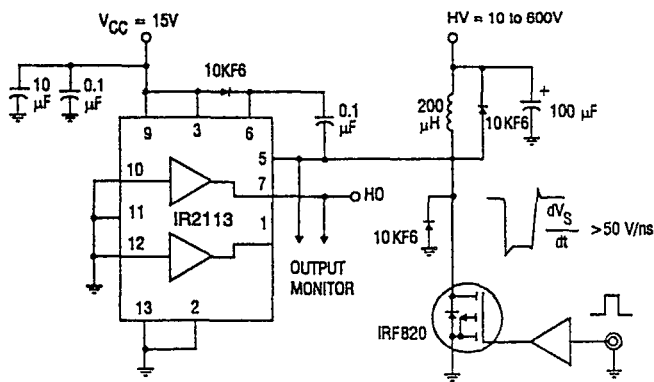 V_CC = 15V
HV = 10 to 600V
10 µF
0.1 µF
10KF6
0.1 µF
200 µH
10KF6
+
100 µF
9
3
6
5
10
7
HO
11
IR2113
1
12
10KF6
dV_S
dt
> 50 V/ns
OUTPUT MONITOR
13
2
IRF820